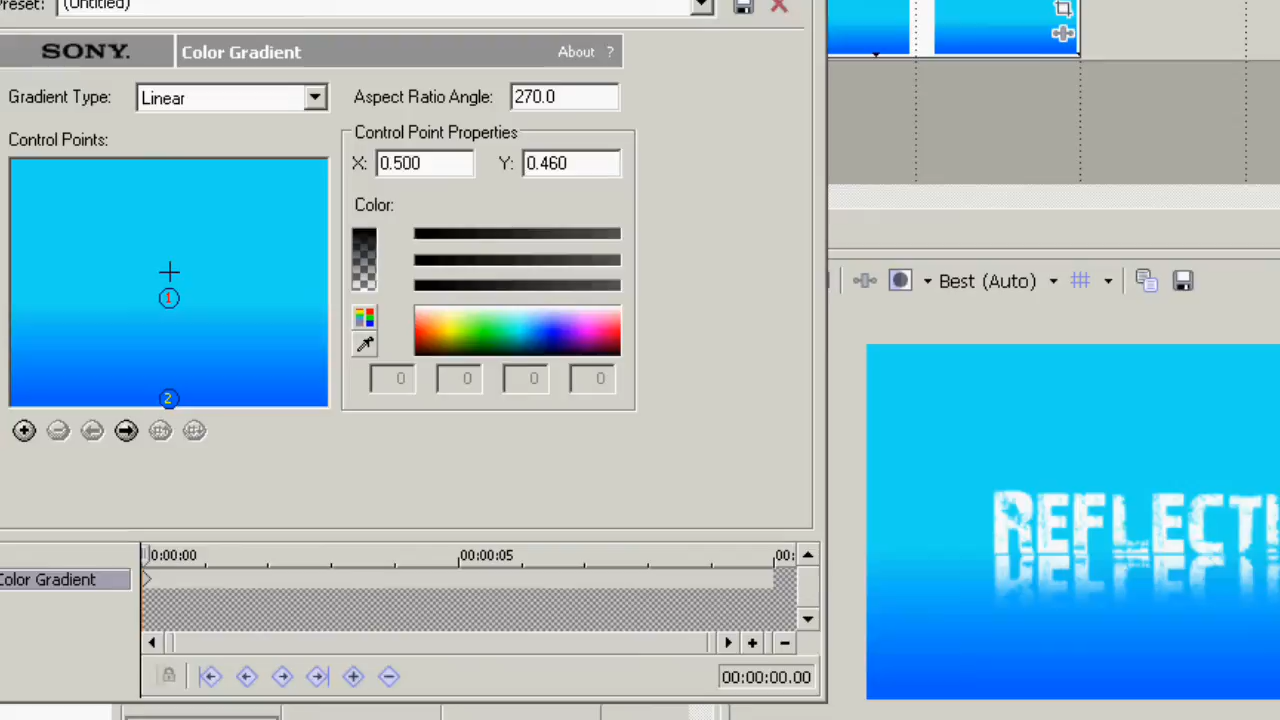 Preset: (Untitled)
SONY. Color Gradient About ?
Gradient Type: Linear Aspect Ratio Angle: 270.0
Control Points: Control Point Properties
X: 0.500 Y: 0.460
Color:
1
2
0 0 0 0
Best (Auto)
REFLECTI
0:00:00 00:00:05 00:
Color Gradient
00:00:00.00